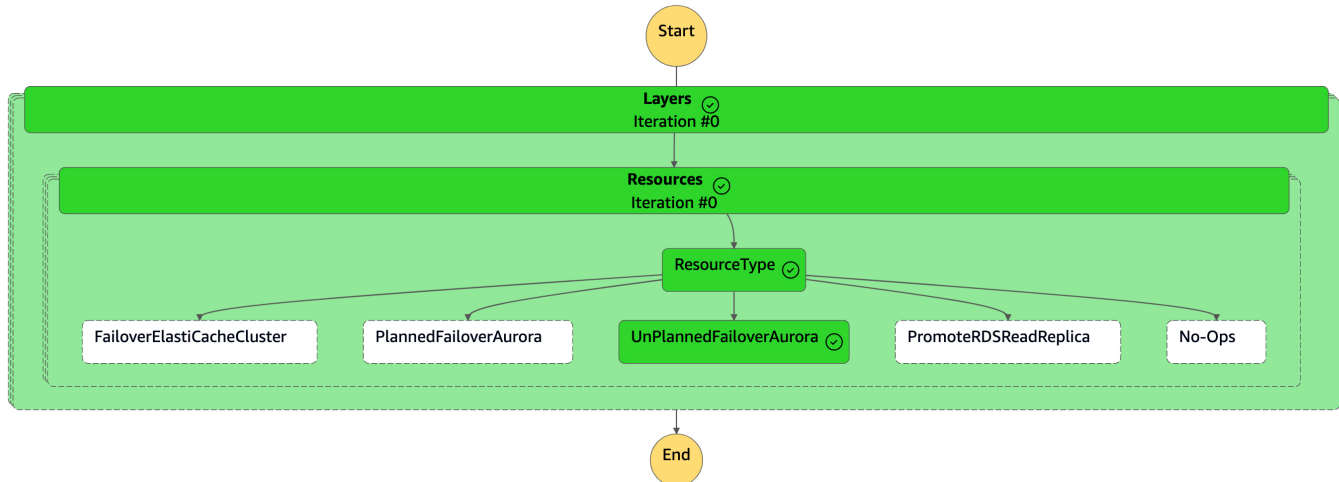 Start
Layers
Iteration #0
Resources
Iteration #0
ResourceType
FailoverElastiCacheCluster
PlannedFailoverAurora
UnPlannedFailoverAurora
PromoteRDSReadReplica
No-Ops
End